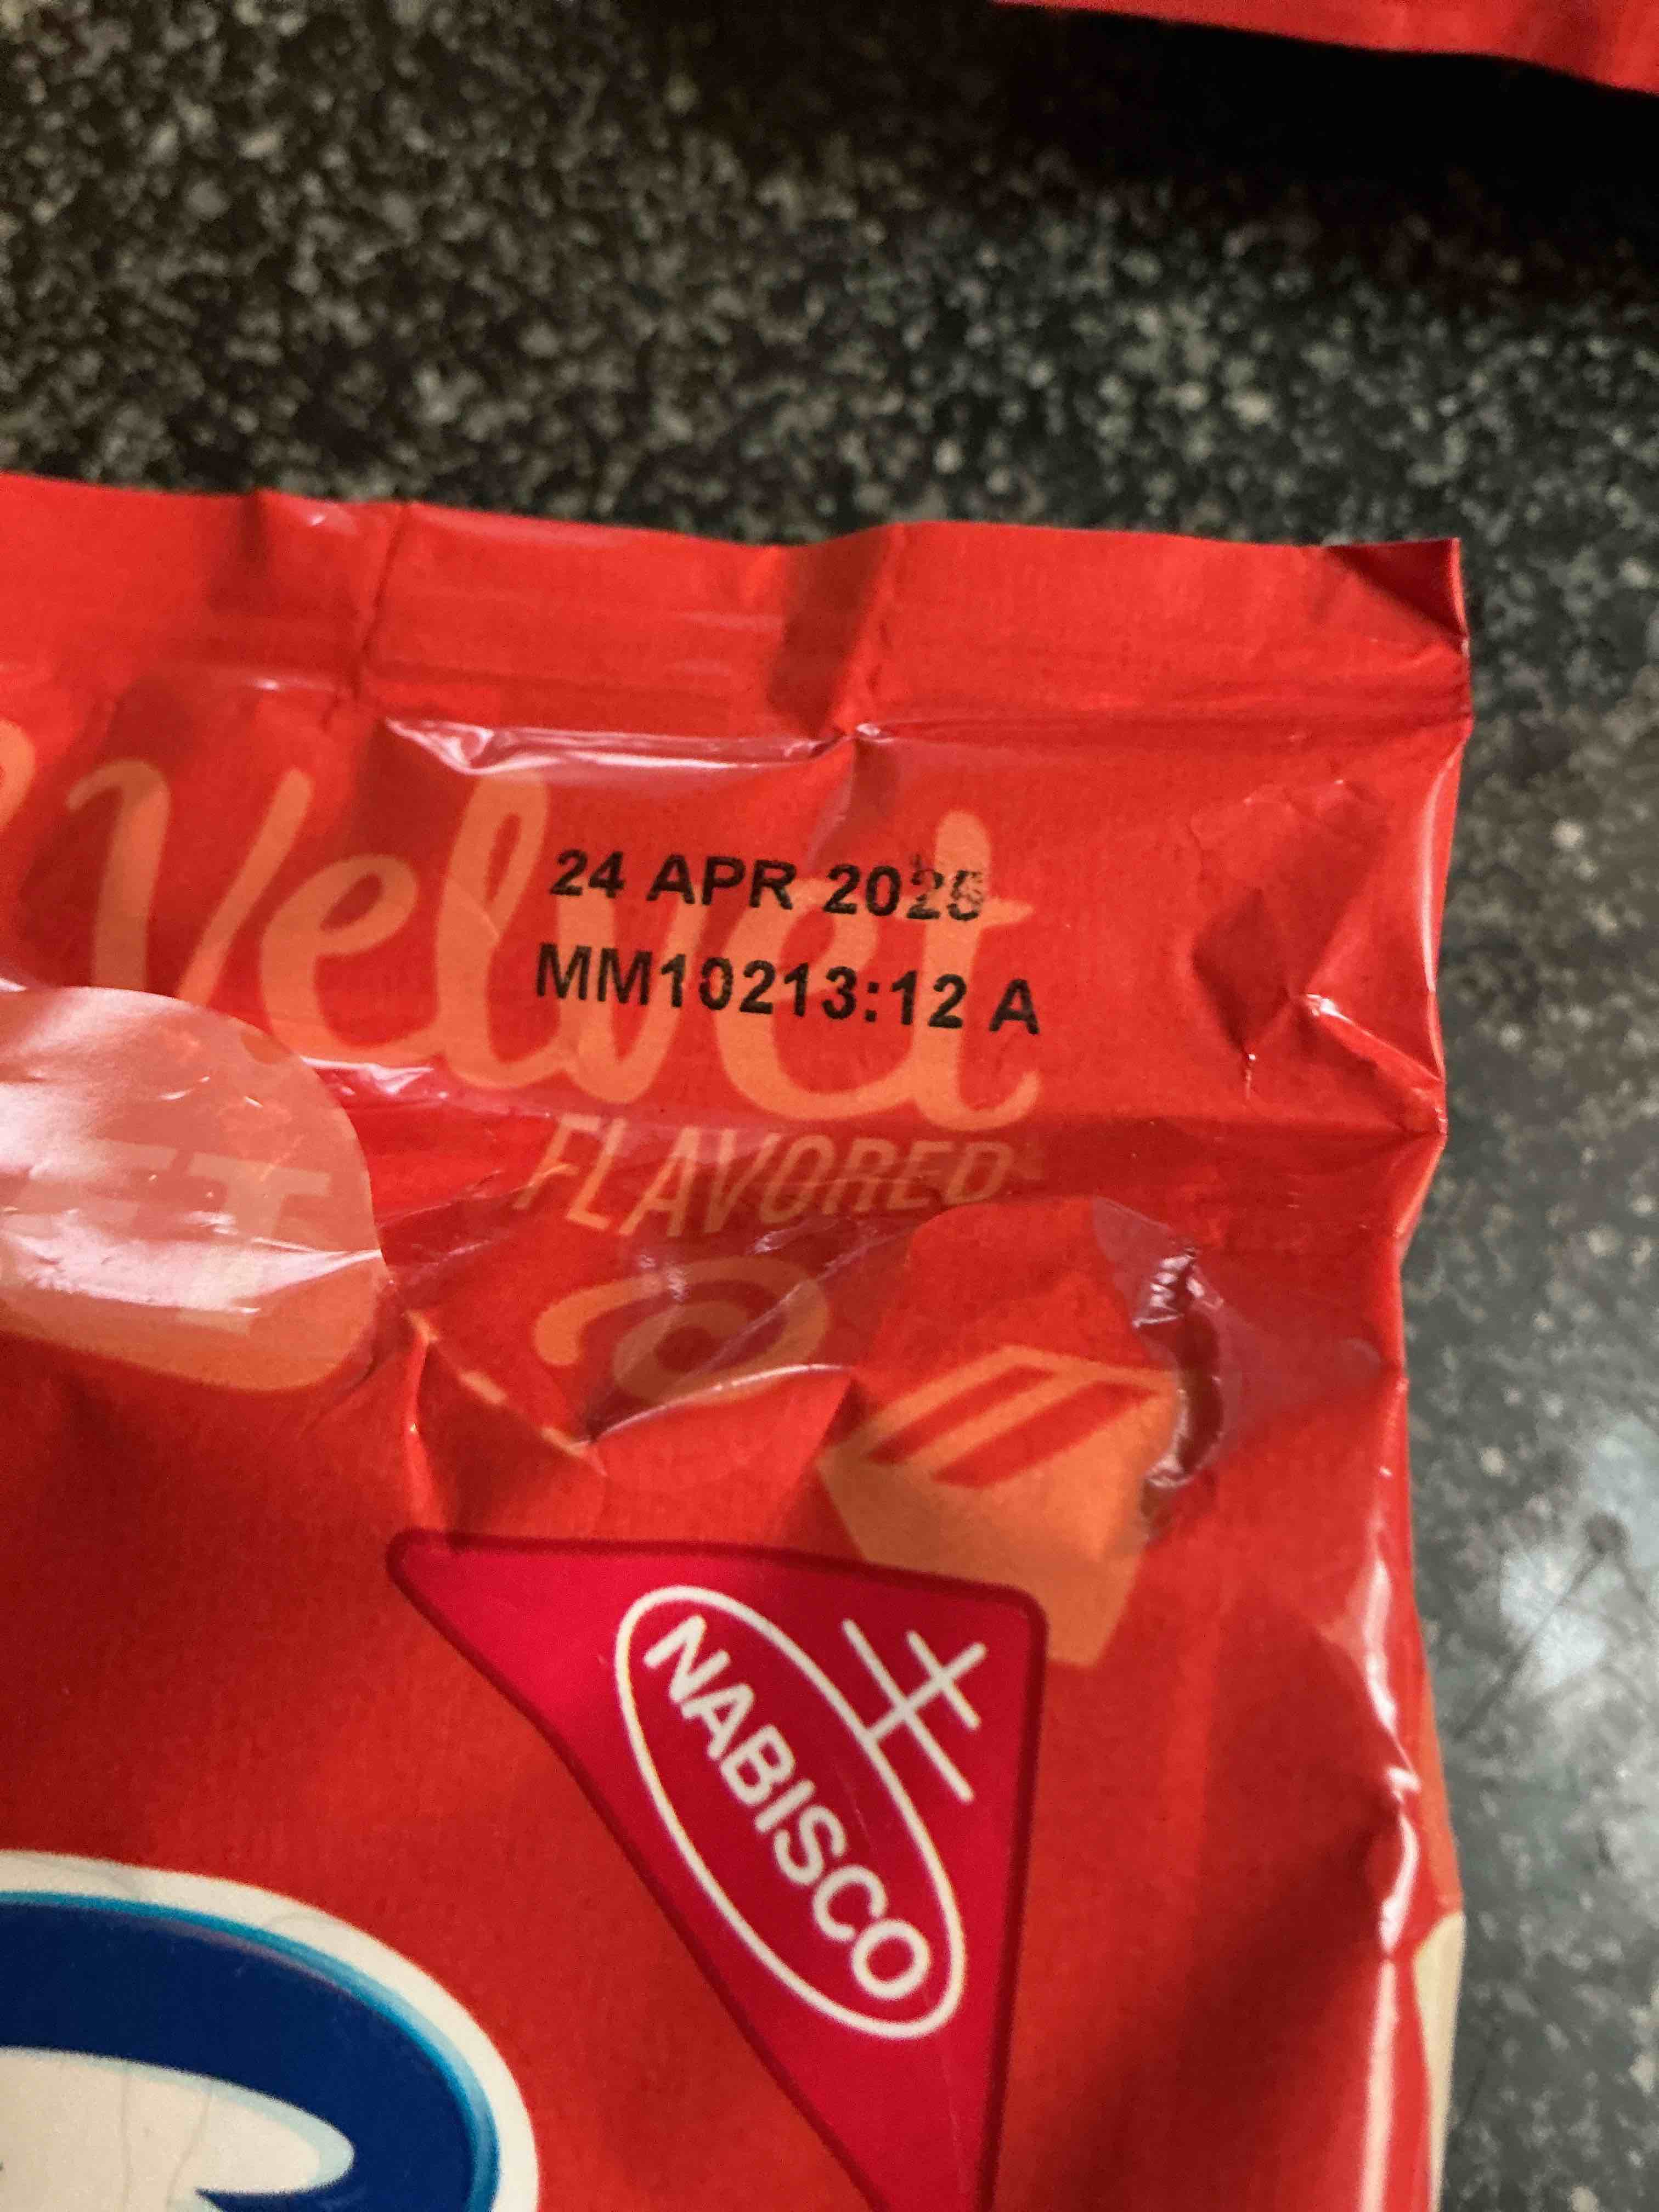 Velvet
24 APR 2025
MM10213:12 A
FLAVORED
NABISCO